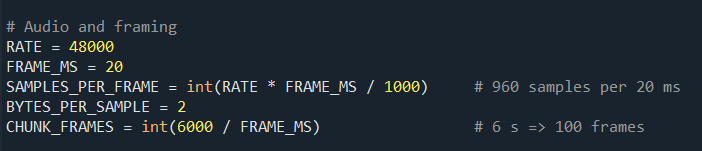 # Audio and framing
RATE = 48000
FRAME_MS = 20
SAMPLES_PER_FRAME = int(RATE * FRAME_MS / 1000)     # 960 samples per 20 ms
BYTES_PER_SAMPLE = 2
CHUNK_FRAMES = int(6000 / FRAME_MS)                 # 6 s => 100 frames